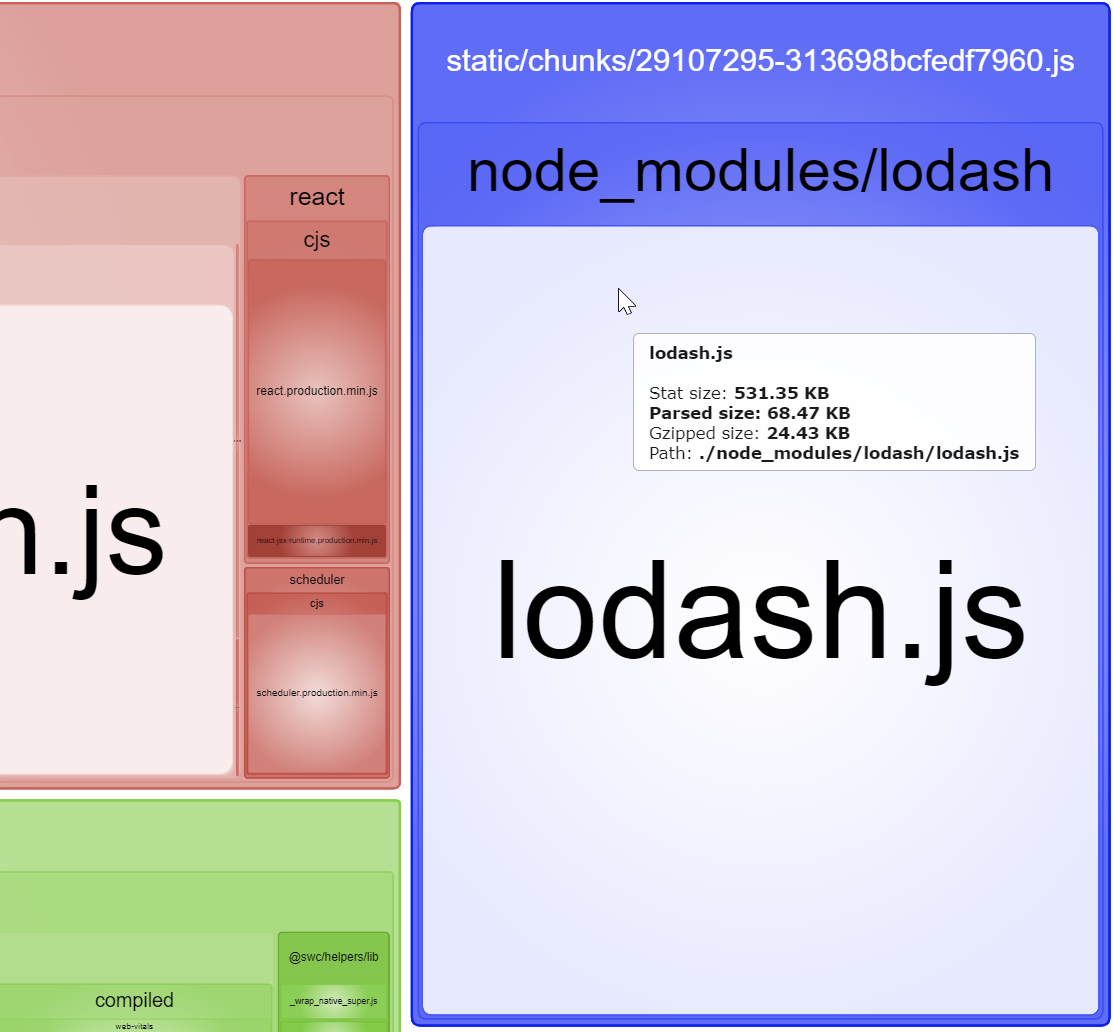 static/chunks/29107295-313698bcfedf7960.js
node_modules/lodash
lodash.js
Stat size: 531.35 KB
Parsed size: 68.47 KB
Gzipped size: 24.43 KB
Path: ./node_modules/lodash/lodash.js
lodash.js
react
cjs
react.production.min.js
...
react-jsx-runtime.production.min.js
n.js
scheduler
cjs
scheduler.production.min.js
@swc/helpers/lib
_wrap_native_super.js
compiled
web-vitals